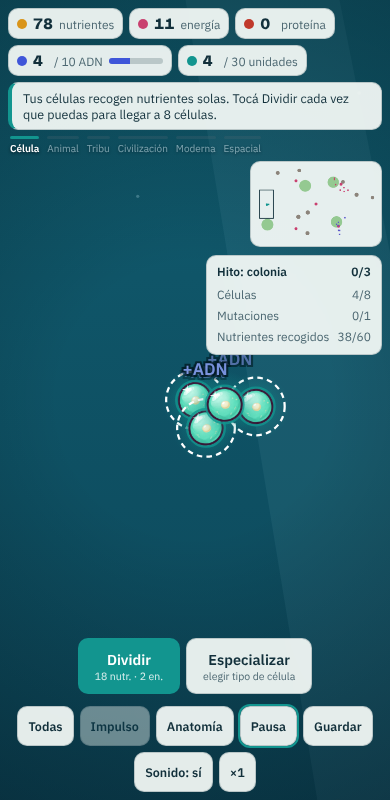 78 nutrientes 11 energía 0 proteína
4 / 10 ADN 4 / 30 unidades
Tus células recogen nutrientes solas. Tocá Dividir cada vez
que puedas para llegar a 8 células.
Célula Animal Tribu Civilización Moderna Espacial
Hito: colonia 0/3
Células 4/8
Mutaciones 0/1
Nutrientes recogidos 38/60
+ADN
+ADN
Dividir Especializar
18 nutr. · 2 en. elegir tipo de célula
Todas Impulso Anatomía Pausa Guardar
Sonido: sí ×1